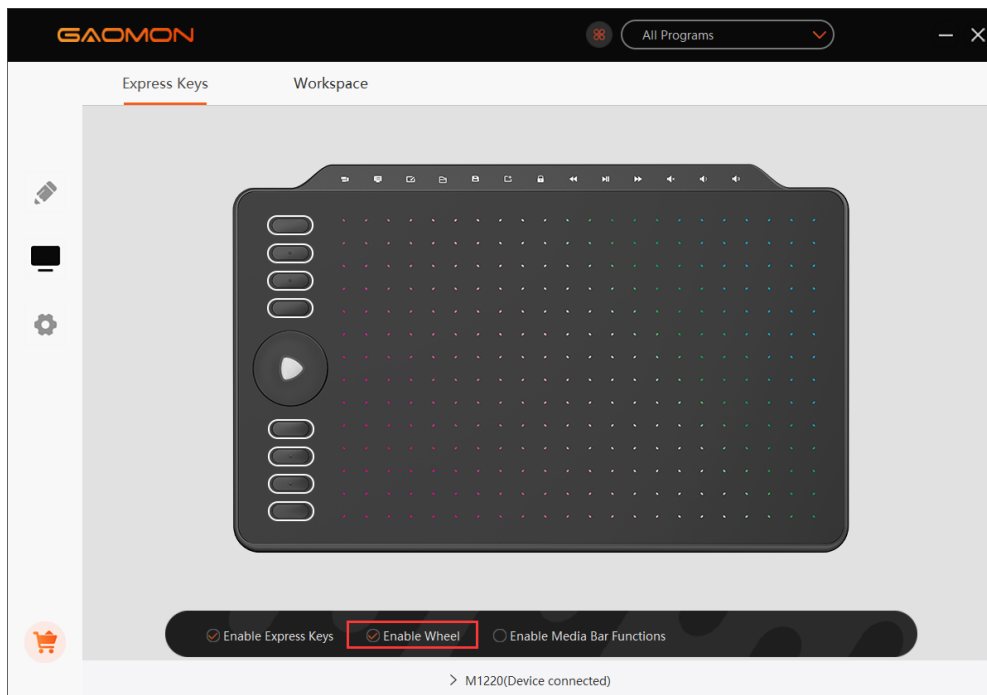 GAOMON
All Programs
Express Keys
Workspace
Enable Express Keys
Enable Wheel
Enable Media Bar Functions
M1220(Device connected)